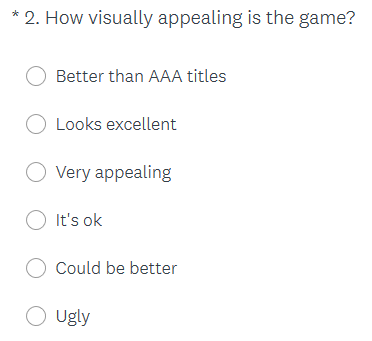 * 2. How visually appealing is the game?
Better than AAA titles
Looks excellent
Very appealing
It's ok
Could be better
Ugly